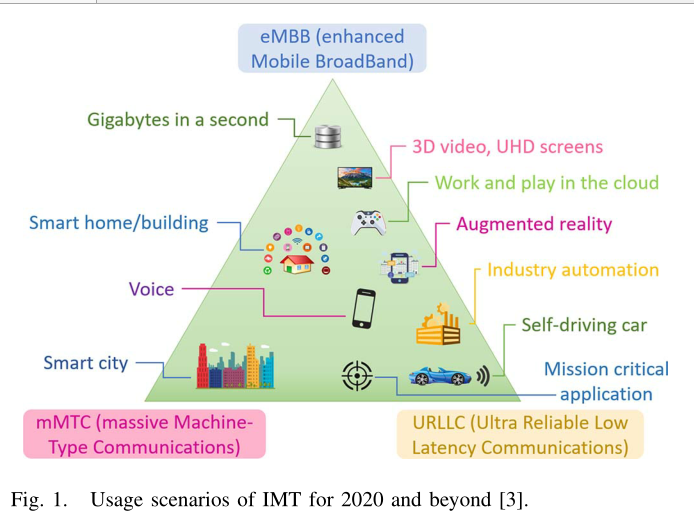 eMBB (enhanced
Mobile BroadBand)
Gigabytes in a second
3D video, UHD screens
Work and play in the cloud
Smart home/building
Augmented reality
Industry automation
Voice
Self-driving car
Smart city
Mission critical
application
mMTC (massive Machine-
Type Communications)
URLLC (Ultra Reliable Low
Latency Communications)
Fig. 1. Usage scenarios of IMT for 2020 and beyond [3].